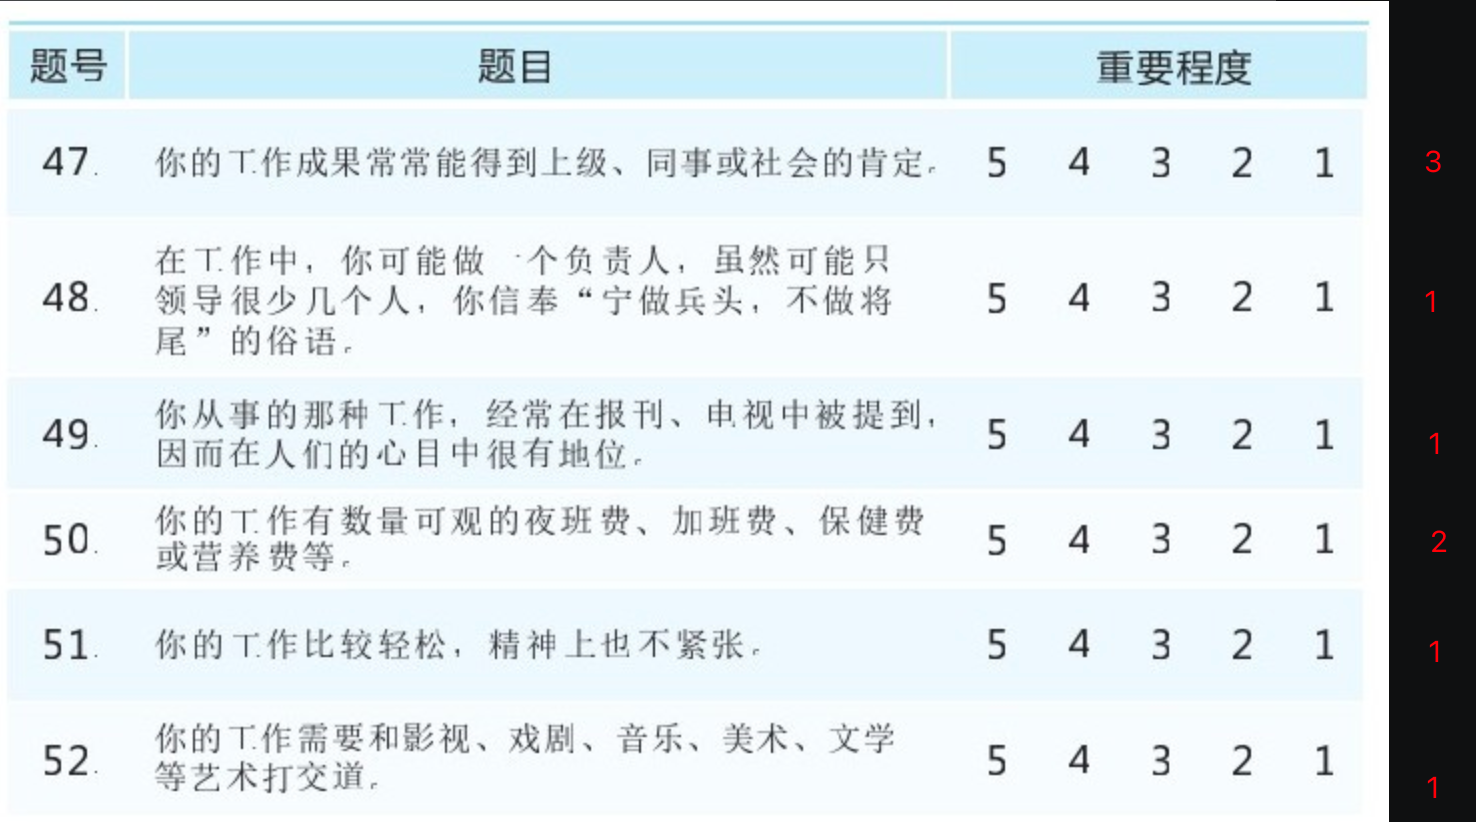 题号 题目 重要程度
47. 你的工作成果常常能得到上级、同事或社会的肯定。 5 4 3 2 1 3
48. 在工作中，你可能做一个负责人，虽然可能只
领导很少几个人，你信奉“宁做兵头，不做将
尾”的俗语。 5 4 3 2 1 1
49. 你从事的那种工作，经常在报刊、电视中被提到，
因而在人们的心目中很有地位。 5 4 3 2 1 1
50. 你的工作有数量可观的夜班费、加班费、保健费
或营养费等。 5 4 3 2 1 2
51. 你的工作比较轻松，精神上也不紧张。 5 4 3 2 1 1
52. 你的工作需要和影视、戏剧、音乐、美术、文学
等艺术打交道。 5 4 3 2 1 1